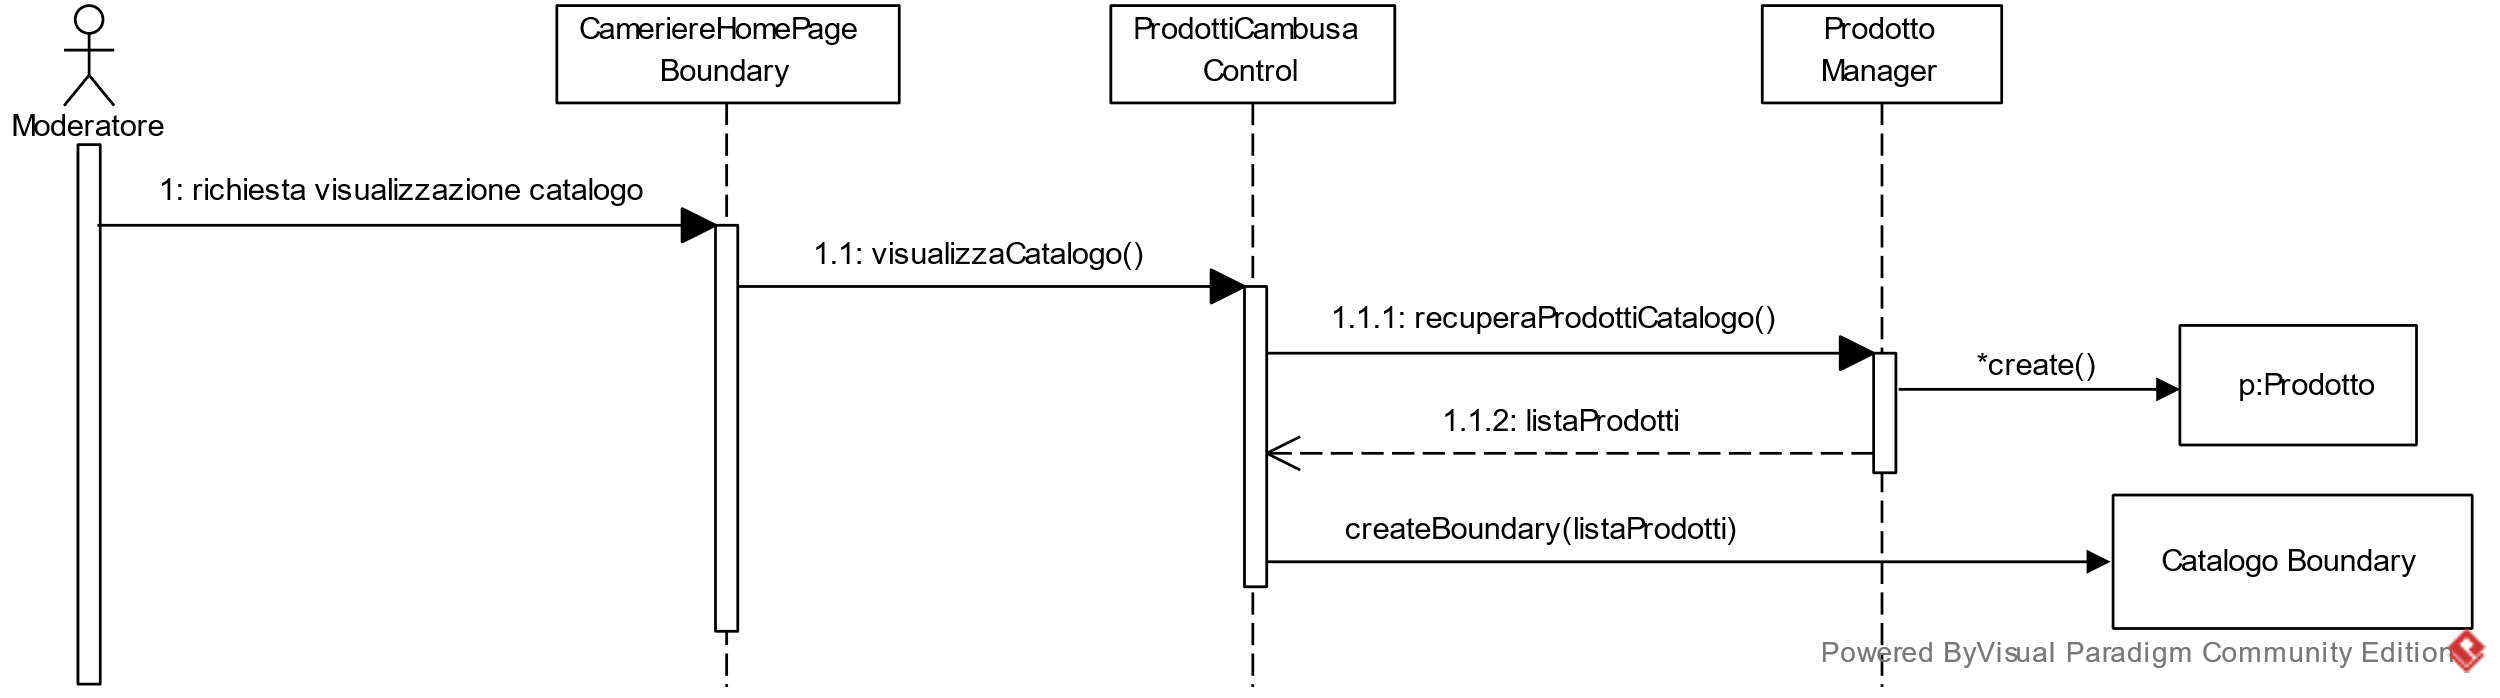 CameriereHomePage
Boundary
ProdottiCambusa
Control
Prodotto
Manager
Moderatore
1: richiesta visualizzazione catalogo
1.1: visualizzaCatalogo()
1.1.1: recuperaProdottiCatalogo()
*create()
p:Prodotto
1.1.2: listaProdotti
createBoundary(listaProdotti)
Catalogo Boundary
Powered ByVisual Paradigm Community Edition